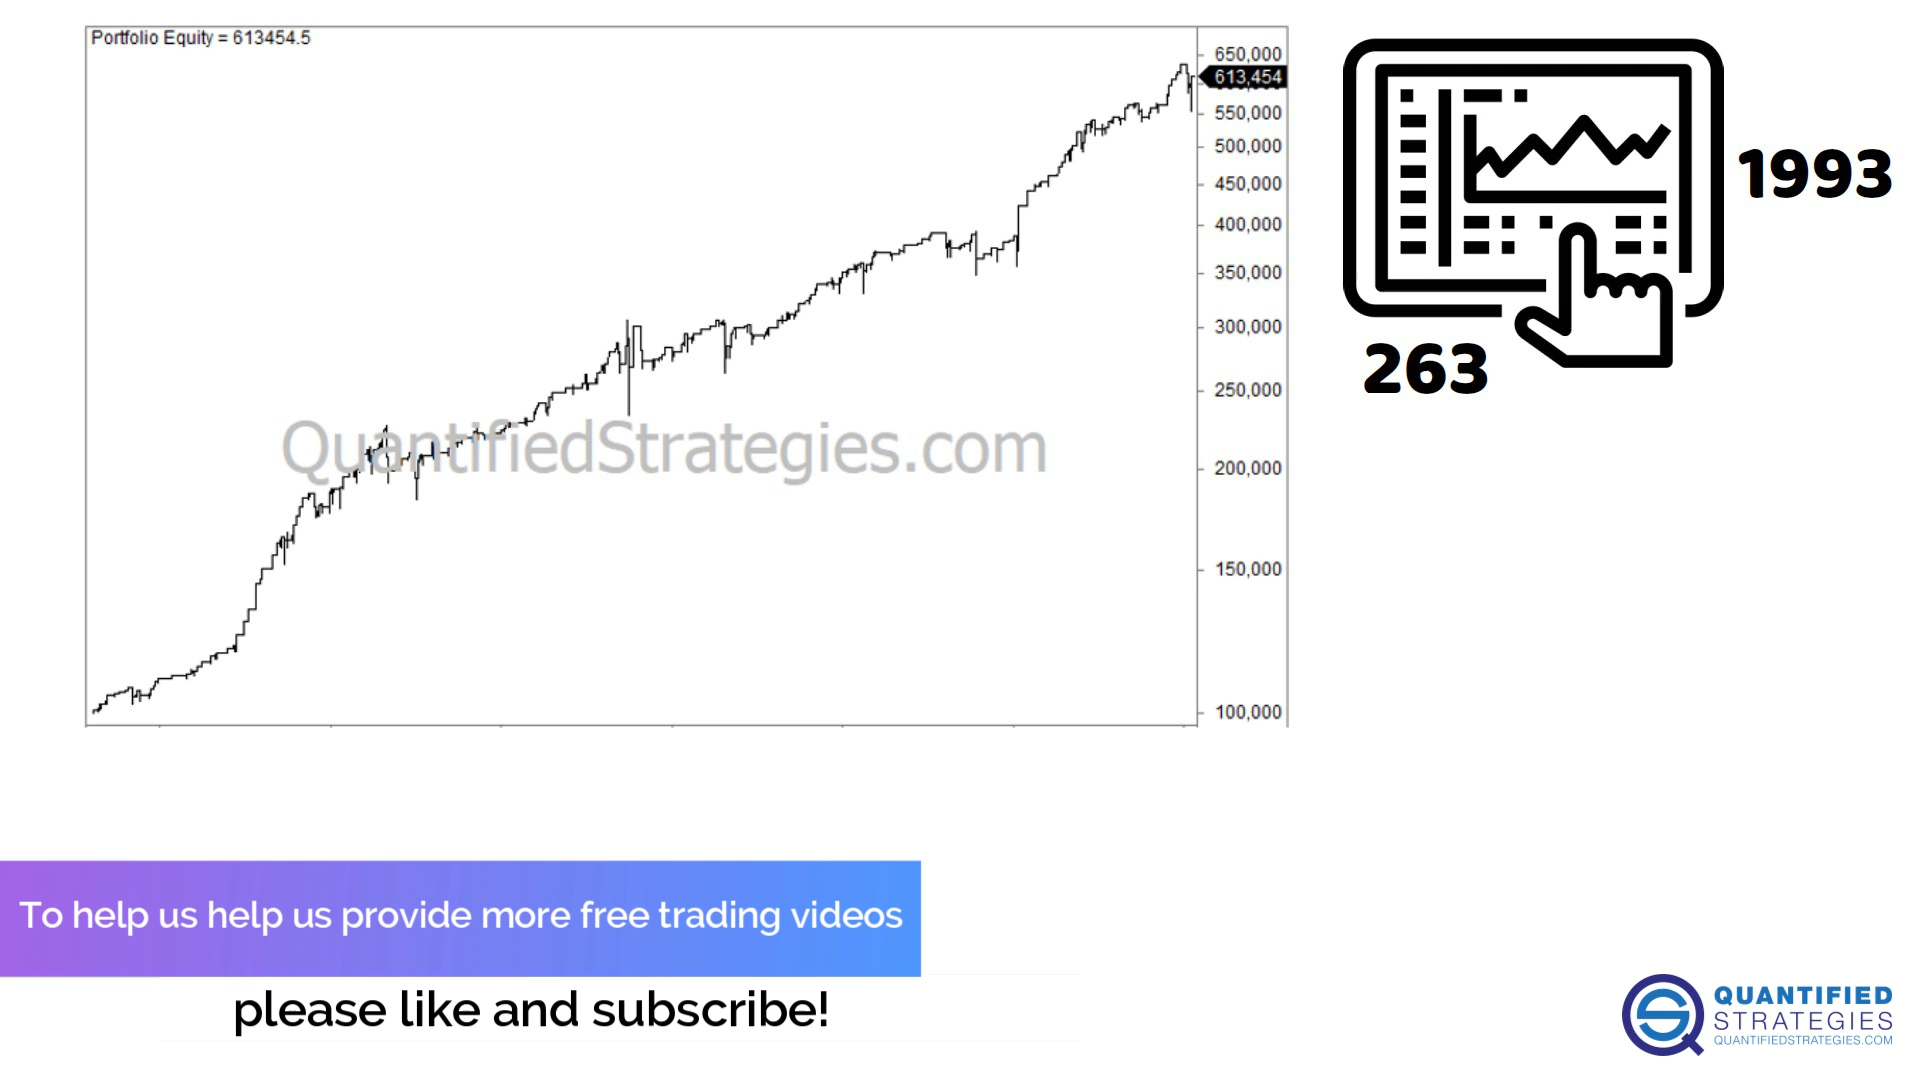 Portfolio Equity = 613454.5
650,000
613,454
550,000
500,000
450,000
400,000
350,000
300,000
250,000
200,000
150,000
100,000
QuantifiedStrategies.com
1993
263
To help us help us provide more free trading videos
please like and subscribe!
QUANTIFIED
STRATEGIES
QUANTIFIEDSTRATEGIES.COM